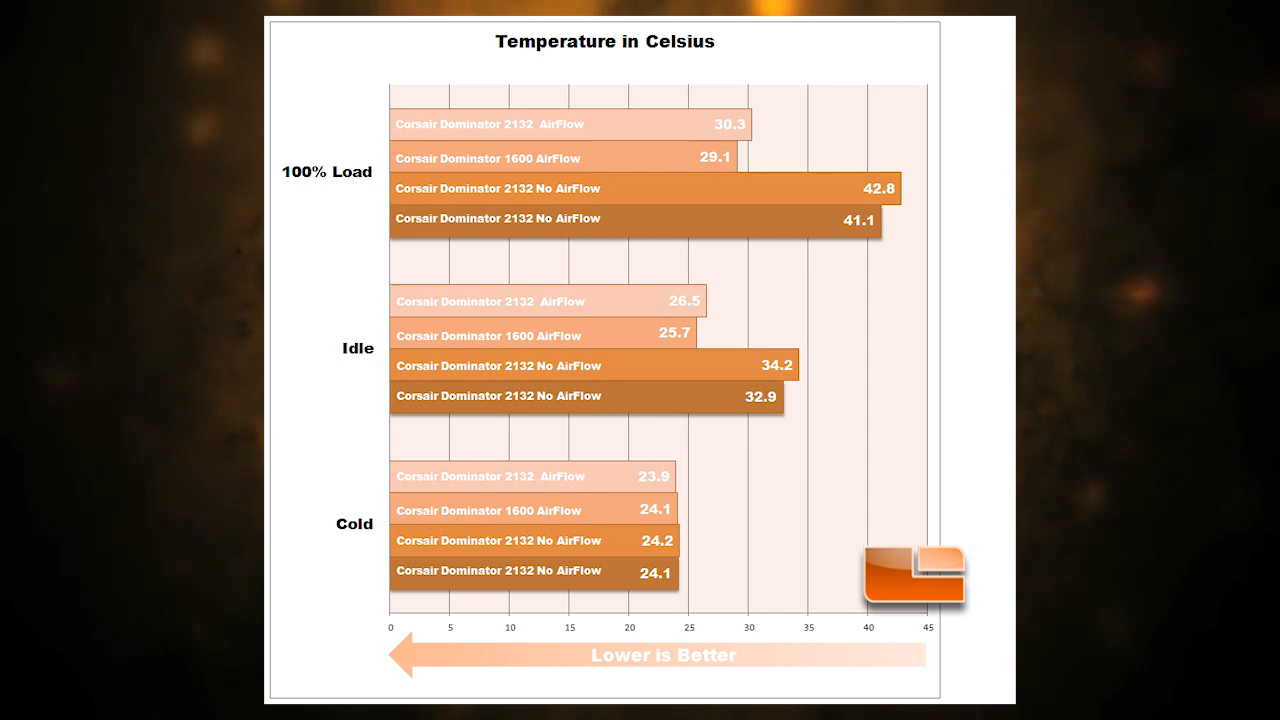 Temperature in Celsius
100% Load
Corsair Dominator 2132 AirFlow 30.3
Corsair Dominator 1600 AirFlow 29.1
Corsair Dominator 2132 No AirFlow 42.8
Corsair Dominator 2132 No AirFlow 41.1
Idle
Corsair Dominator 2132 AirFlow 26.5
Corsair Dominator 1600 AirFlow 25.7
Corsair Dominator 2132 No AirFlow 34.2
Corsair Dominator 2132 No AirFlow 32.9
Cold
Corsair Dominator 2132 AirFlow 23.9
Corsair Dominator 1600 AirFlow 24.1
Corsair Dominator 2132 No AirFlow 24.2
Corsair Dominator 2132 No AirFlow 24.1
0 5 10 15 20 25 30 35 40 45
Lower is Better